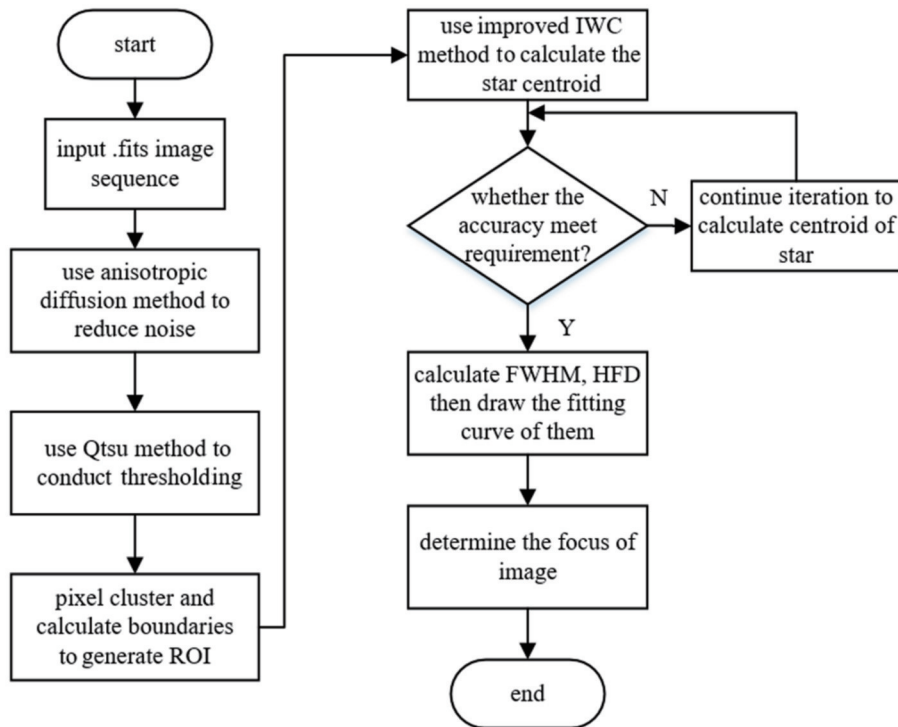 start
input .fits image
sequence
use anisotropic
diffusion method to
reduce noise
use Qtsu method to
conduct thresholding
pixel cluster and
calculate boundaries
to generate ROI
use improved IWC
method to calculate the
star centroid
whether the
accuracy meet
requirement?
N
continue iteration to
calculate centroid of
star
Y
calculate FWHM, HFD
then draw the fitting
curve of them
determine the focus of
image
end